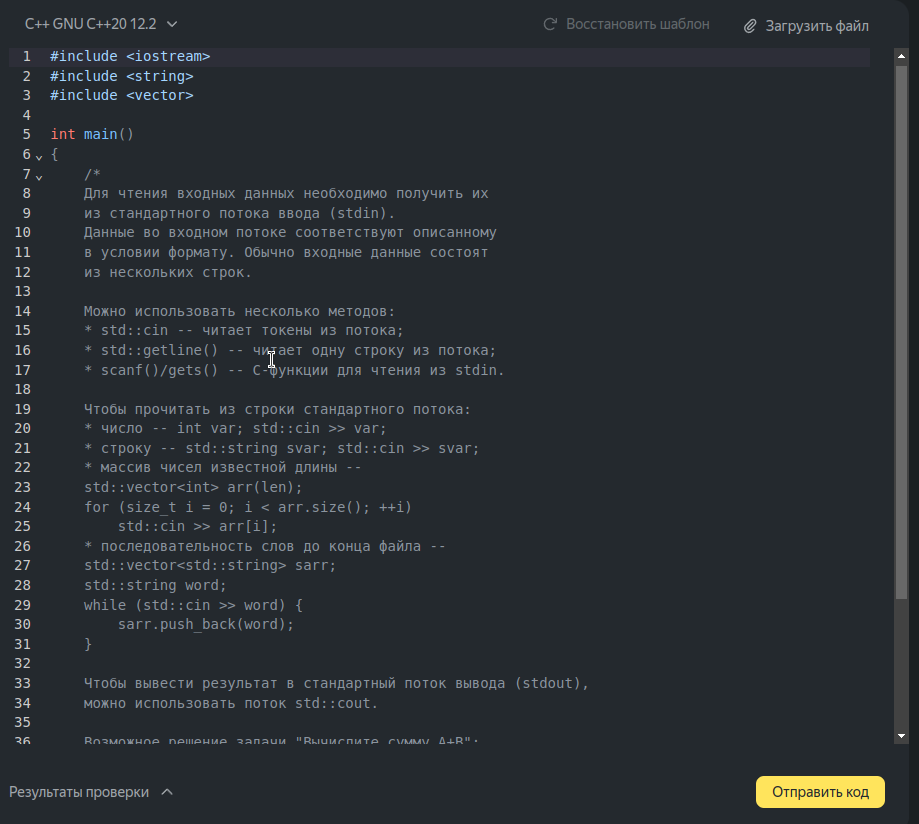 C++ GNU C++20 12.2
Восстановить шаблон
Загрузить файл
1 #include <iostream>
2 #include <string>
3 #include <vector>
4
5 int main()
6 {
7 /*
8 Для чтения входных данных необходимо получить их
9 из стандартного потока ввода (stdin).
10 Данные во входном потоке соответствуют описанному
11 в условии формату. Обычно входные данные состоят
12 из нескольких строк.
13
14 Можно использовать несколько методов:
15 * std::cin -- читает токены из потока;
16 * std::getline() -- читает одну строку из потока;
17 * scanf()/gets() -- C-функции для чтения из stdin.
18
19 Чтобы прочитать из строки стандартного потока:
20 * число -- int var; std::cin >> var;
21 * строку -- std::string svar; std::cin >> svar;
22 * массив чисел известной длины --
23 std::vector<int> arr(len);
24 for (size_t i = 0; i < arr.size(); ++i)
25 std::cin >> arr[i];
26 * последовательность слов до конца файла --
27 std::vector<std::string> sarr;
28 std::string word;
29 while (std::cin >> word) {
30 sarr.push_back(word);
31 }
32
33 Чтобы вывести результат в стандартный поток вывода (stdout),
34 можно использовать поток std::cout.
35
36 Возможное решение задачи "Вычислите сумму A+B":
Результаты проверки
Отправить код